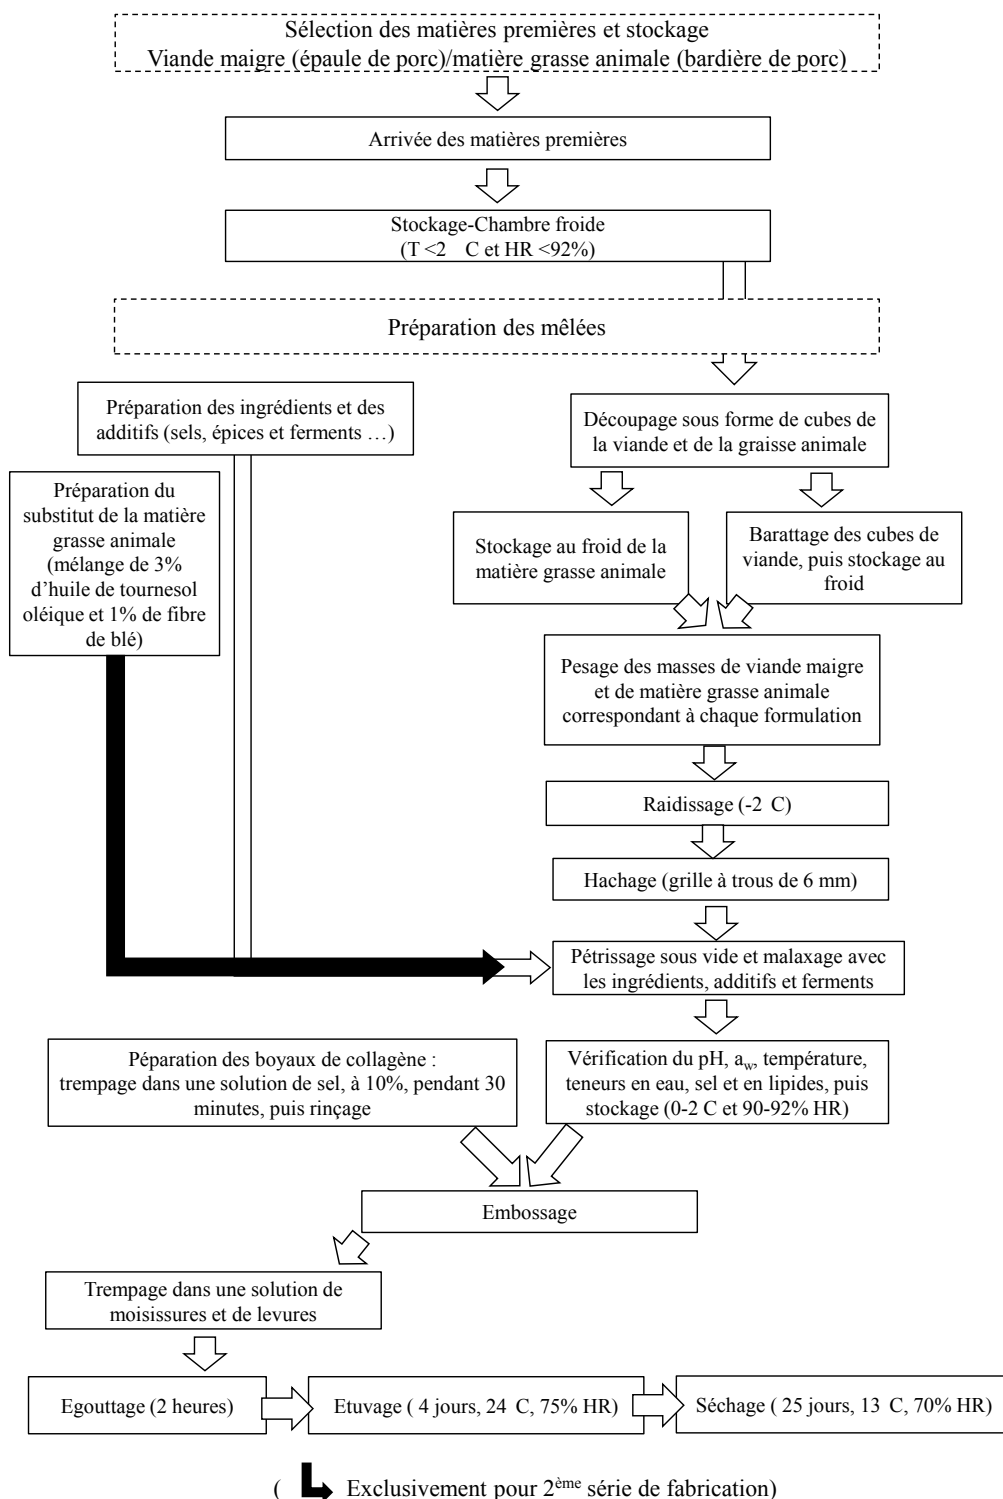 Sélection des matières premières et stockage
Viande maigre (épaule de porc)/matière grasse animale (bardière de porc)
Arrivée des matières premières
Stockage-Chambre froide
(T <2 C et HR <92%)
Préparation des mêlées
Préparation des ingrédients et des
additifs (sels, épices et ferments …)
Découpage sous forme de cubes de
la viande et de la graisse animale
Préparation du
substitut de la matière
grasse animale
(mélange de 3%
d'huile de tournesol
oléique et 1% de fibre
de blé)
Stockage au froid de la
matière grasse animale
Barattage des cubes de
viande, puis stockage au
froid
Pesage des masses de viande maigre
et de matière grasse animale
correspondant à chaque formulation
Raidissage (-2 C)
Hachage (grille à trous de 6 mm)
Pétrissage sous vide et malaxage avec
les ingrédients, additifs et ferments
Péparation des boyaux de collagène :
trempage dans une solution de sel, à 10%, pendant 30
minutes, puis rinçage
Vérification du pH, aw, température,
teneurs en eau, sel et en lipides, puis
stockage (0-2 C et 90-92% HR)
Embossage
Trempage dans une solution de
moisissures et de levures
Egouttage (2 heures)
Etuvage ( 4 jours, 24 C, 75% HR)
Séchage ( 25 jours, 13 C, 70% HR)
( Exclusivement pour 2ème série de fabrication)